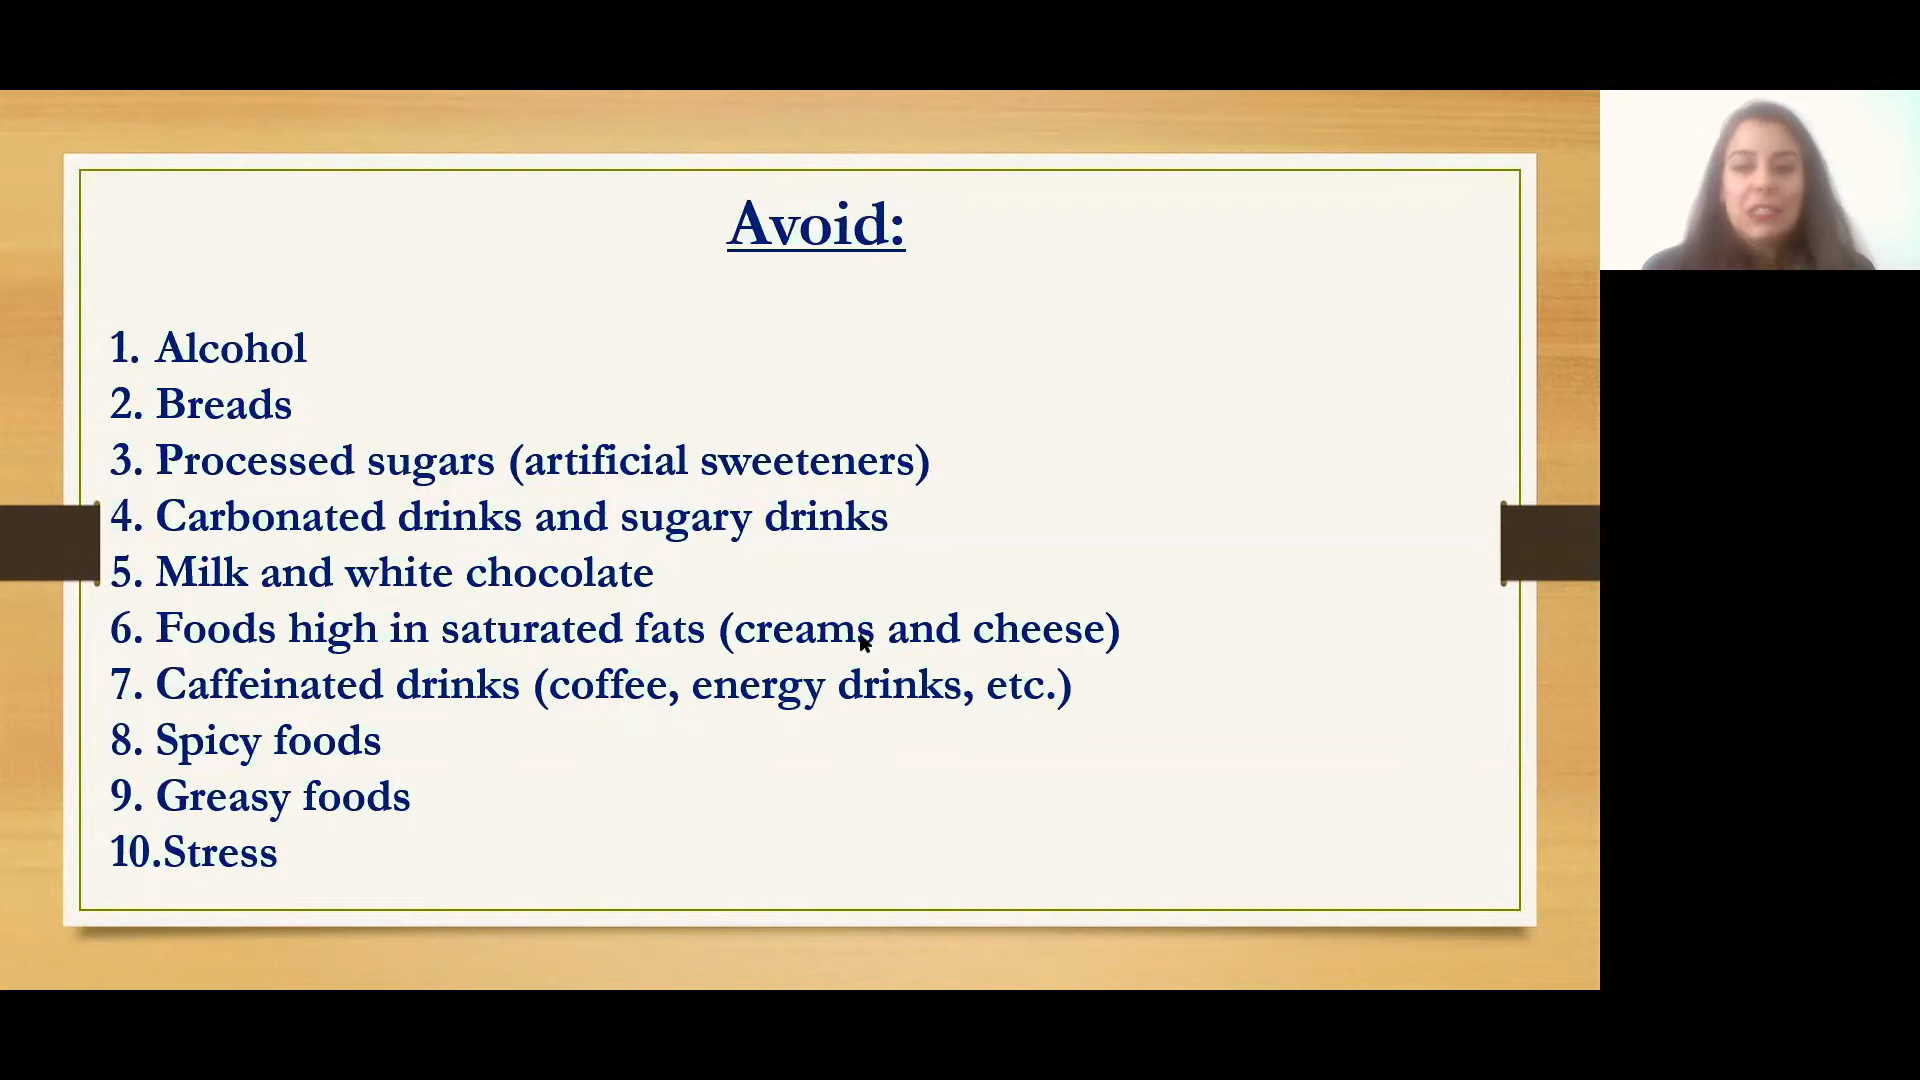 Avoid:
1. Alcohol
2. Breads
3. Processed sugars (artificial sweeteners)
4. Carbonated drinks and sugary drinks
5. Milk and white chocolate
6. Foods high in saturated fats (creams and cheese)
7. Caffeinated drinks (coffee, energy drinks, etc.)
8. Spicy foods
9. Greasy foods
10.Stress